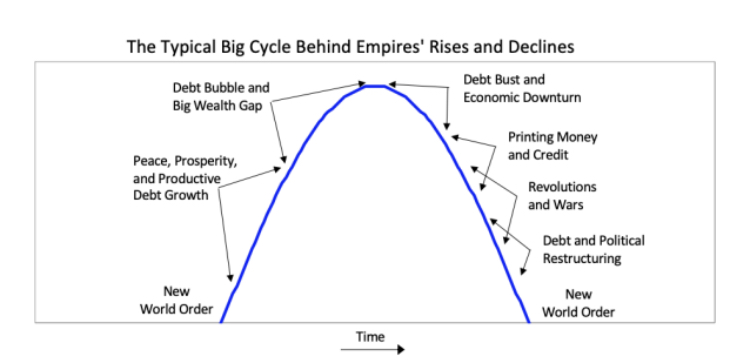 The Typical Big Cycle Behind Empires' Rises and Declines
Debt Bubble and
Big Wealth Gap
Debt Bust and
Economic Downturn
Printing Money
and Credit
Peace, Prosperity,
and Productive
Debt Growth
Revolutions
and Wars
Debt and Political
Restructuring
New
World Order
New
World Order
Time